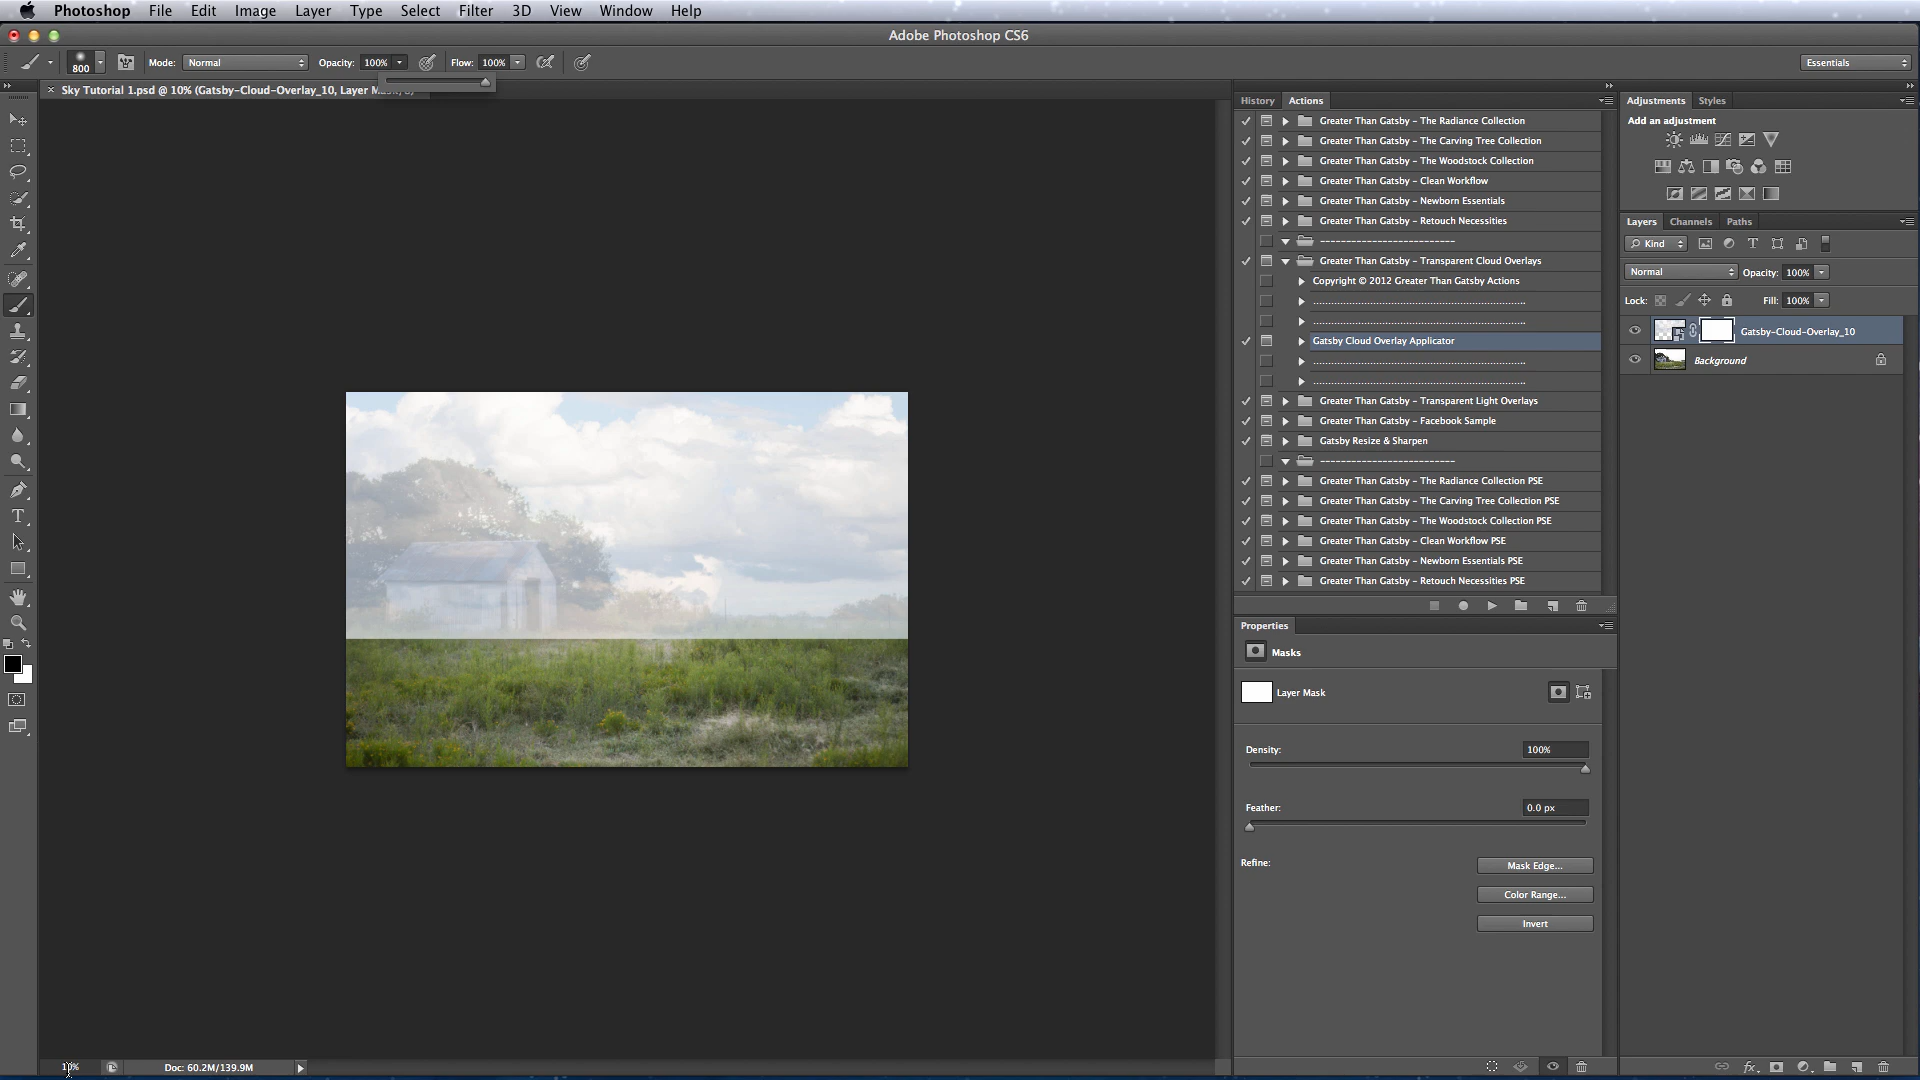 Photoshop File Edit Image Layer Type Select Filter 3D View Window Help
Adobe Photoshop CS6
800 Mode: Normal Opacity: 100% Flow: 100% Essentials
Sky Tutorial 1.psd @ 10% (Gatsby-Cloud-Overlay_10, Layer
History Actions
Greater Than Gatsby - The Radiance Collection
Greater Than Gatsby - The Carving Tree Collection
Greater Than Gatsby - The Woodstock Collection
Greater Than Gatsby - Clean Workflow
Greater Than Gatsby - Newborn Essentials
Greater Than Gatsby - Retouch Necessities
---------------------------
Greater Than Gatsby - Transparent Cloud Overlays
Copyright © 2012 Greater Than Gatsby Actions
Gatsby Cloud Overlay Applicator
Greater Than Gatsby - Transparent Light Overlays
Greater Than Gatsby - Facebook Sample
Gatsby Resize & Sharpen
---------------------------
Greater Than Gatsby - The Radiance Collection PSE
Greater Than Gatsby - The Carving Tree Collection PSE
Greater Than Gatsby - The Woodstock Collection PSE
Greater Than Gatsby - Clean Workflow PSE
Greater Than Gatsby - Newborn Essentials PSE
Greater Than Gatsby - Retouch Necessities PSE
Properties
Masks
Layer Mask
Density: 100%
Feather: 0.0 px
Refine: Mask Edge...
Color Range...
Invert
Adjustments Styles
Add an adjustment
Layers Channels Paths
Kind
Normal Opacity: 100%
Lock: Fill: 100%
Gatsby-Cloud-Overlay_10
Background
10% Doc: 60.2M/139.9M